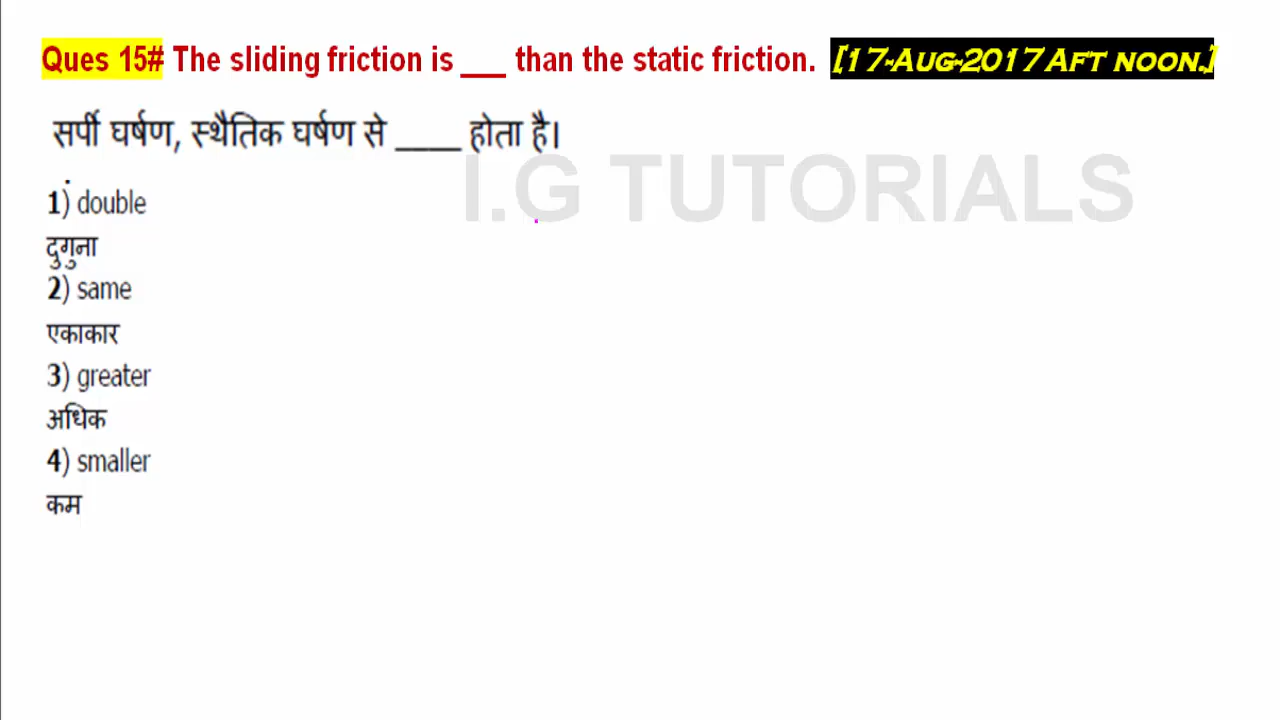 Ques 15# The sliding friction is ___ than the static friction. [17-Aug-2017 Aft noon.]
सर्पी घर्षण, स्थैतिक घर्षण से ____ होता है।
I.G TUTORIALS
1) double
दुगुना
2) same
एकाकार
3) greater
अधिक
4) smaller
कम